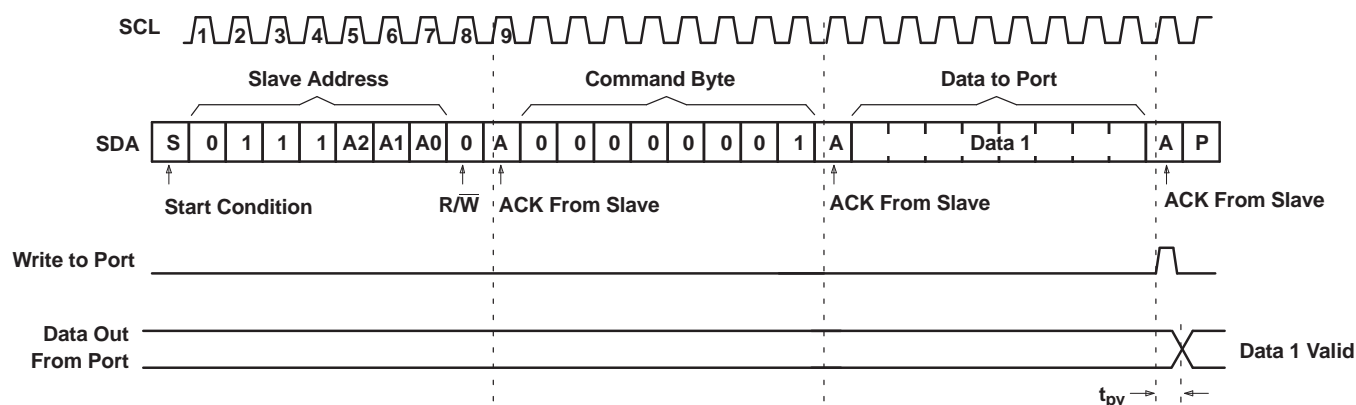 SCL 1 2 3 4 5 6 7 8 9
Slave Address Command Byte Data to Port
SDA S 0 1 1 1 A2 A1 A0 0 A 0 0 0 0 0 0 0 1 A Data 1 A P
Start Condition R/W̅ ACK From Slave ACK From Slave ACK From Slave
Write to Port
Data Out
From Port
Data 1 Valid
tpv